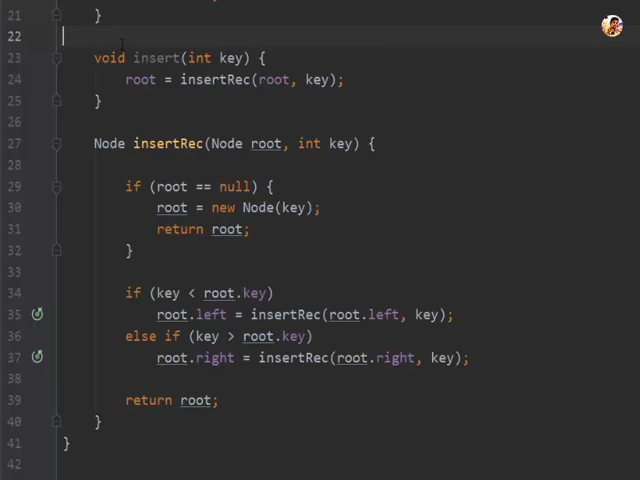 21 }
22
23 void insert(int key) {
24 root = insertRec(root, key);
25 }
26
27 Node insertRec(Node root, int key) {
28
29 if (root == null) {
30 root = new Node(key);
31 return root;
32 }
33
34 if (key < root.key)
35 root.left = insertRec(root.left, key);
36 else if (key > root.key)
37 root.right = insertRec(root.right, key);
38
39 return root;
40 }
41 }
42